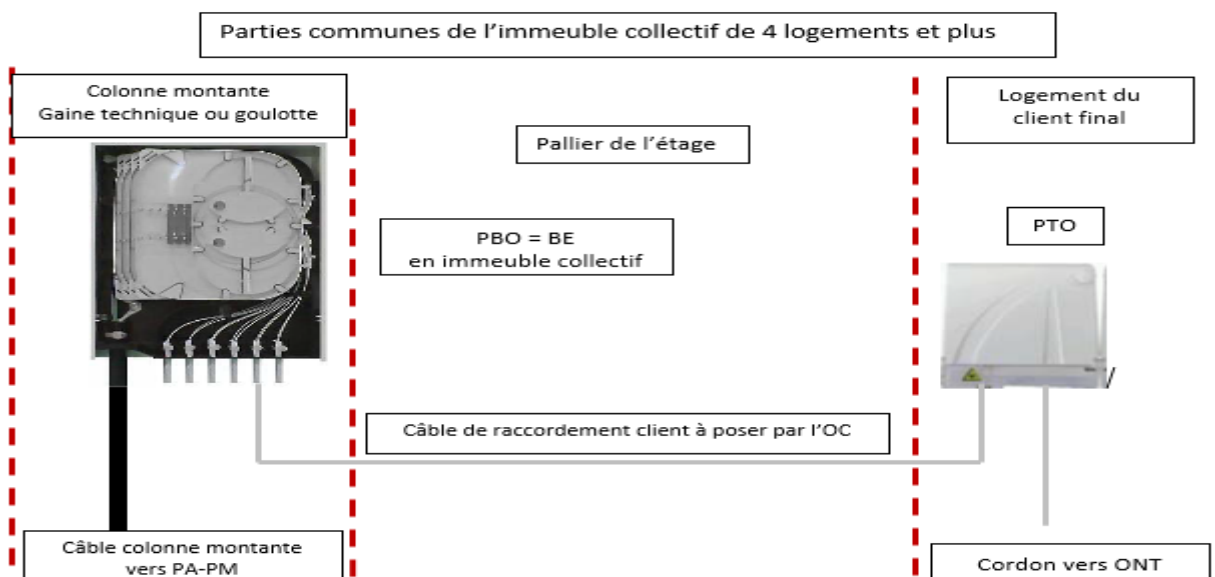 Parties communes de l'immeuble collectif de 4 logements et plus
Colonne montante
Gaine technique ou goulotte
Pallier de l'étage
Logement du
client final
PBO = BE
en immeuble collectif
PTO
Câble de raccordement client à poser par l'OC
Câble colonne montante
vers PA-PM
Cordon vers ONT